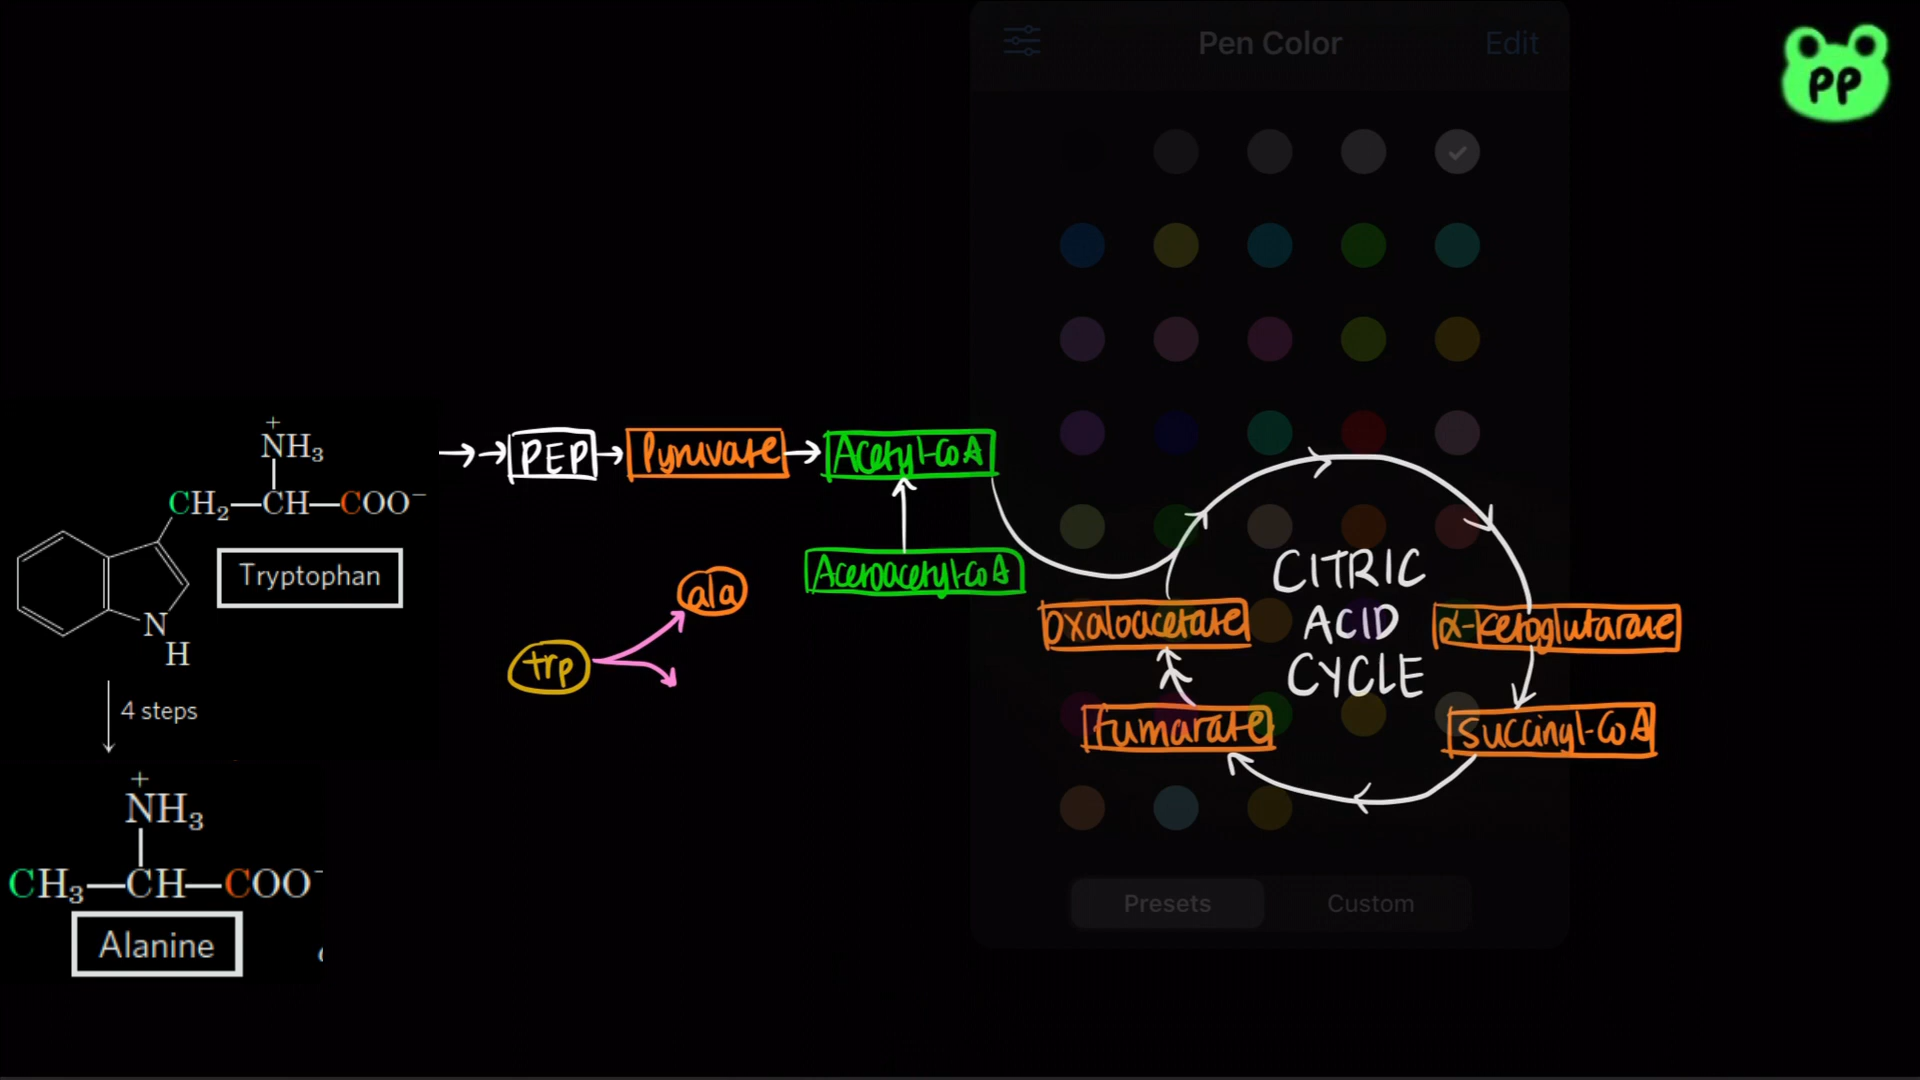 Pen Color
Edit
PP
+
NH₃
CH₂—CH—COO⁻
Tryptophan
N
H
4 steps
+
NH₃
CH₃—CH—COO⁻
Alanine
PEP
Pyruvate
Acetyl-CoA
Acetoacetyl-CoA
ala
trp
CITRIC
ACID
CYCLE
oxaloacetate
α-ketoglutarate
fumarate
succinyl-CoA
Presets
Custom